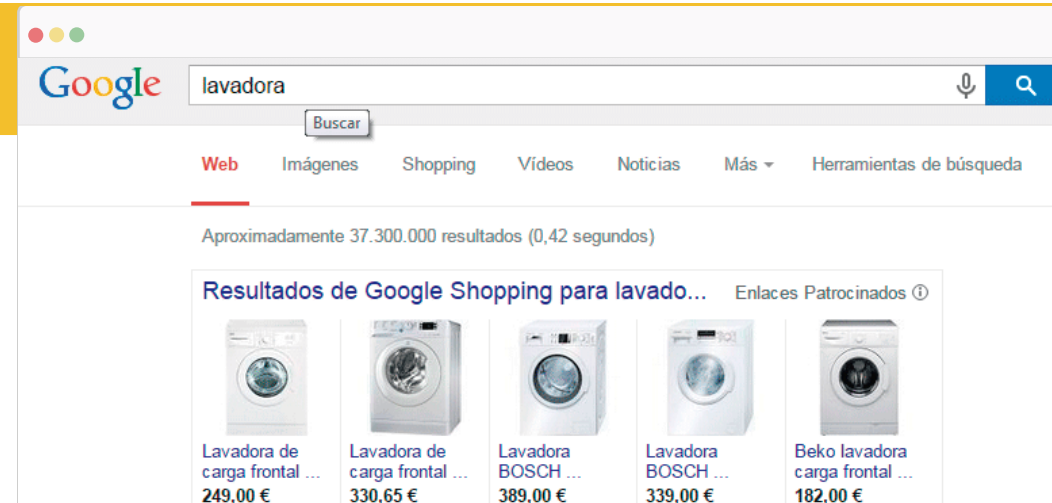 Google
lavadora
Buscar
Web Imágenes Shopping Vídeos Noticias Más Herramientas de búsqueda
Aproximadamente 37.300.000 resultados (0,42 segundos)
Resultados de Google Shopping para lavado... Enlaces Patrocinados
Lavadora de
carga frontal ...
249,00 €
Lavadora de
carga frontal ...
330,65 €
Lavadora
BOSCH ...
389,00 €
Lavadora
BOSCH ...
339,00 €
Beko lavadora
carga frontal ...
182,00 €